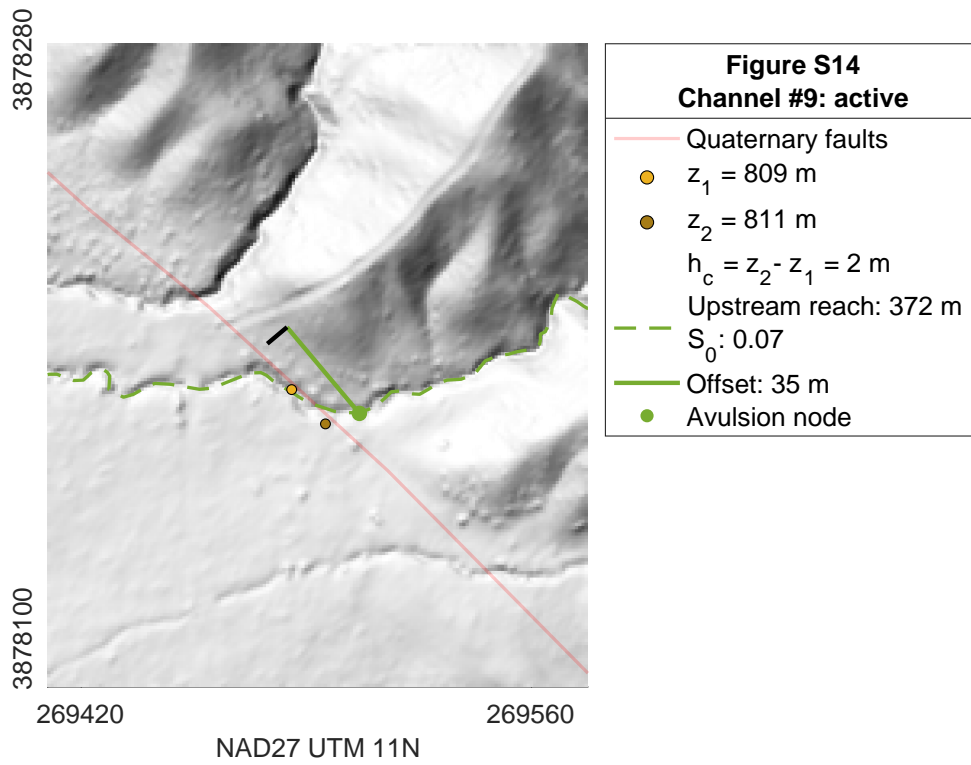 3878280
3878100
269420
269560
NAD27 UTM 11N
Figure S14
Channel #9: active
Quaternary faults
z1 = 809 m
z2 = 811 m
hc = z2- z1 = 2 m
Upstream reach: 372 m
S0: 0.07
Offset: 35 m
Avulsion node